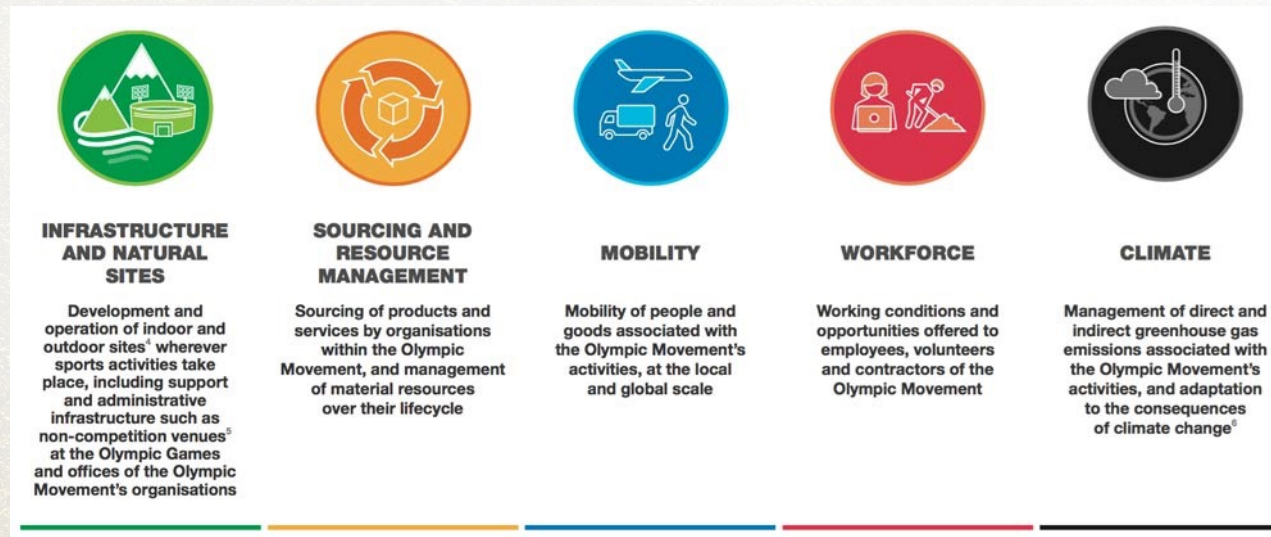 INFRASTRUCTURE
AND NATURAL
SITES
Development and
operation of indoor and
outdoor sites⁴ wherever
sports activities take
place, including support
and administrative
infrastructure such as
non-competition venues⁵
at the Olympic Games
and offices of the Olympic
Movement's organisations
SOURCING AND
RESOURCE
MANAGEMENT
Sourcing of products and
services by organisations
within the Olympic
Movement, and management
of material resources
over their lifecycle
MOBILITY
Mobility of people and
goods associated with
the Olympic Movement's
activities, at the local
and global scale
WORKFORCE
Working conditions and
opportunities offered to
employees, volunteers
and contractors of the
Olympic Movement
CLIMATE
Management of direct and
indirect greenhouse gas
emissions associated with
the Olympic Movement's
activities, and adaptation
to the consequences
of climate change⁶